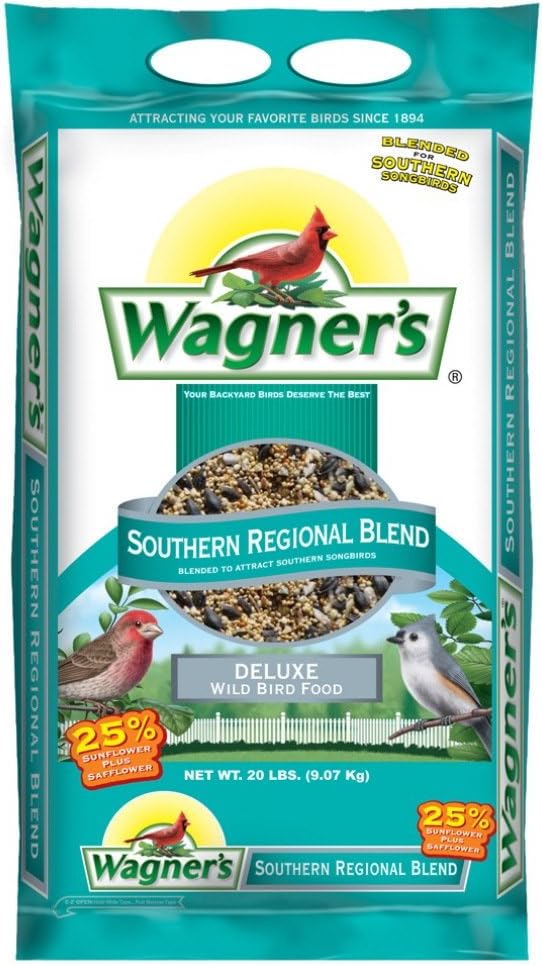 ATTRACTING YOUR FAVORITE BIRDS SINCE 1894
BLENDED
FOR
SOUTHERN
SONGBIRDS
Wagner's
®
YOUR BACKYARD BIRDS DESERVE THE BEST
SOUTHERN REGIONAL BLEND
BLENDED TO ATTRACT SOUTHERN SONGBIRDS
DELUXE
WILD BIRD FOOD
25%
SUNFLOWER
PLUS
SAFFLOWER
NET WT. 20 LBS. (9.07 Kg)
25%
SUNFLOWER
PLUS
SAFFLOWER
Wagner's
SOUTHERN REGIONAL BLEND
Wagner's
SOUTHERN REGIONAL BLEND
SOUTHERN REGIONAL BLEND
Wagner's
E-Z OPEN